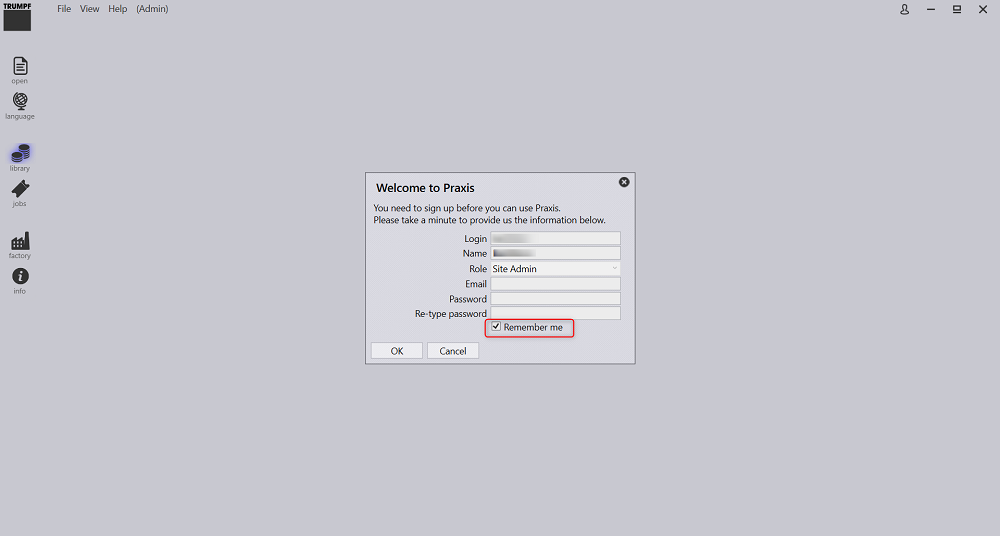 TRUMPF
File View Help (Admin)
open
language
library
jobs
factory
info
Welcome to Praxis
You need to sign up before you can use Praxis.
Please take a minute to provide us the information below.
Login
Name
Role Site Admin
Email
Password
Re-type password
Remember me
OK Cancel